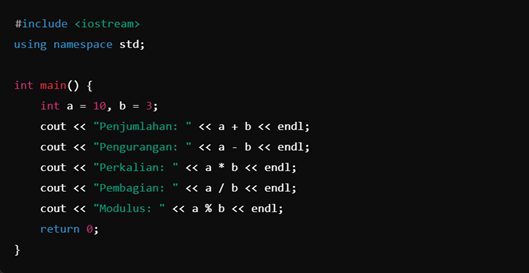 #include <iostream>
using namespace std;
int main() {
int a = 10, b = 3;
cout << "Penjumlahan: " << a + b << endl;
cout << "Pengurangan: " << a - b << endl;
cout << "Perkalian: " << a * b << endl;
cout << "Pembagian: " << a / b << endl;
cout << "Modulus: " << a % b << endl;
return 0;
}